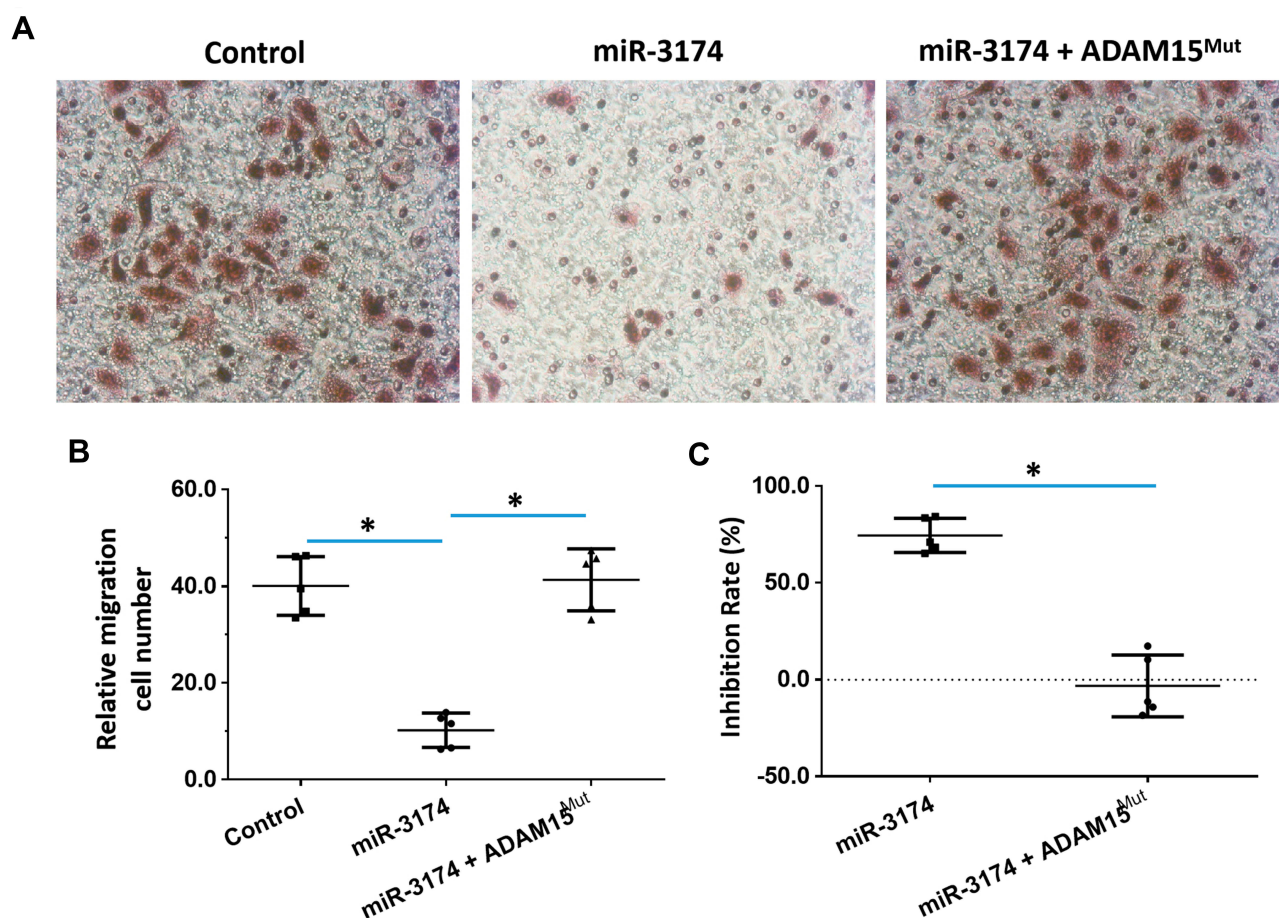 A
Control
miR-3174
miR-3174 + ADAM15Mut
B
Relative migration
cell number
60.0
40.0
20.0
0.0
*
*
Control
miR-3174
miR-3174 + ADAM15Mut
C
Inhibition Rate (%)
100.0
50.0
0.0
-50.0
*
miR-3174
miR-3174 + ADAM15Mut